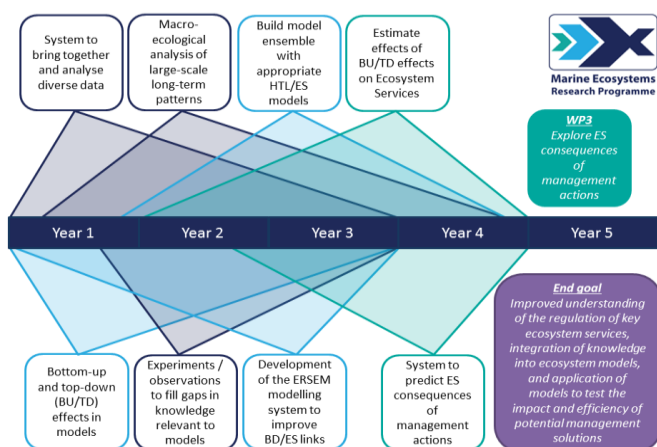 System to
bring together
and analyse
diverse data
Macro-
ecological
analysis of
large-scale
long-term
patterns
Build model
ensemble with
appropriate
HTL/ES
models
Estimate
effects of
BU/TD effects
on Ecosystem
Services
Marine Ecosystems
Research Programme
WP3
Explore ES
consequences
of
management
actions
Year 1
Year 2
Year 3
Year 4
Year 5
Bottom-up
and top-down
(BU/TD)
effects in
models
Experiments /
observations
to fill gaps in
knowledge
relevant to
models
Development
of the ERSEM
modelling
system to
improve
BD/ES links
System to
predict ES
consequences of
management
actions
End goal
Improved understanding
of the regulation of key
ecosystem services,
integration of knowledge
into ecosystem models,
and application of
models to test the
impact and efficiency of
potential management
solutions